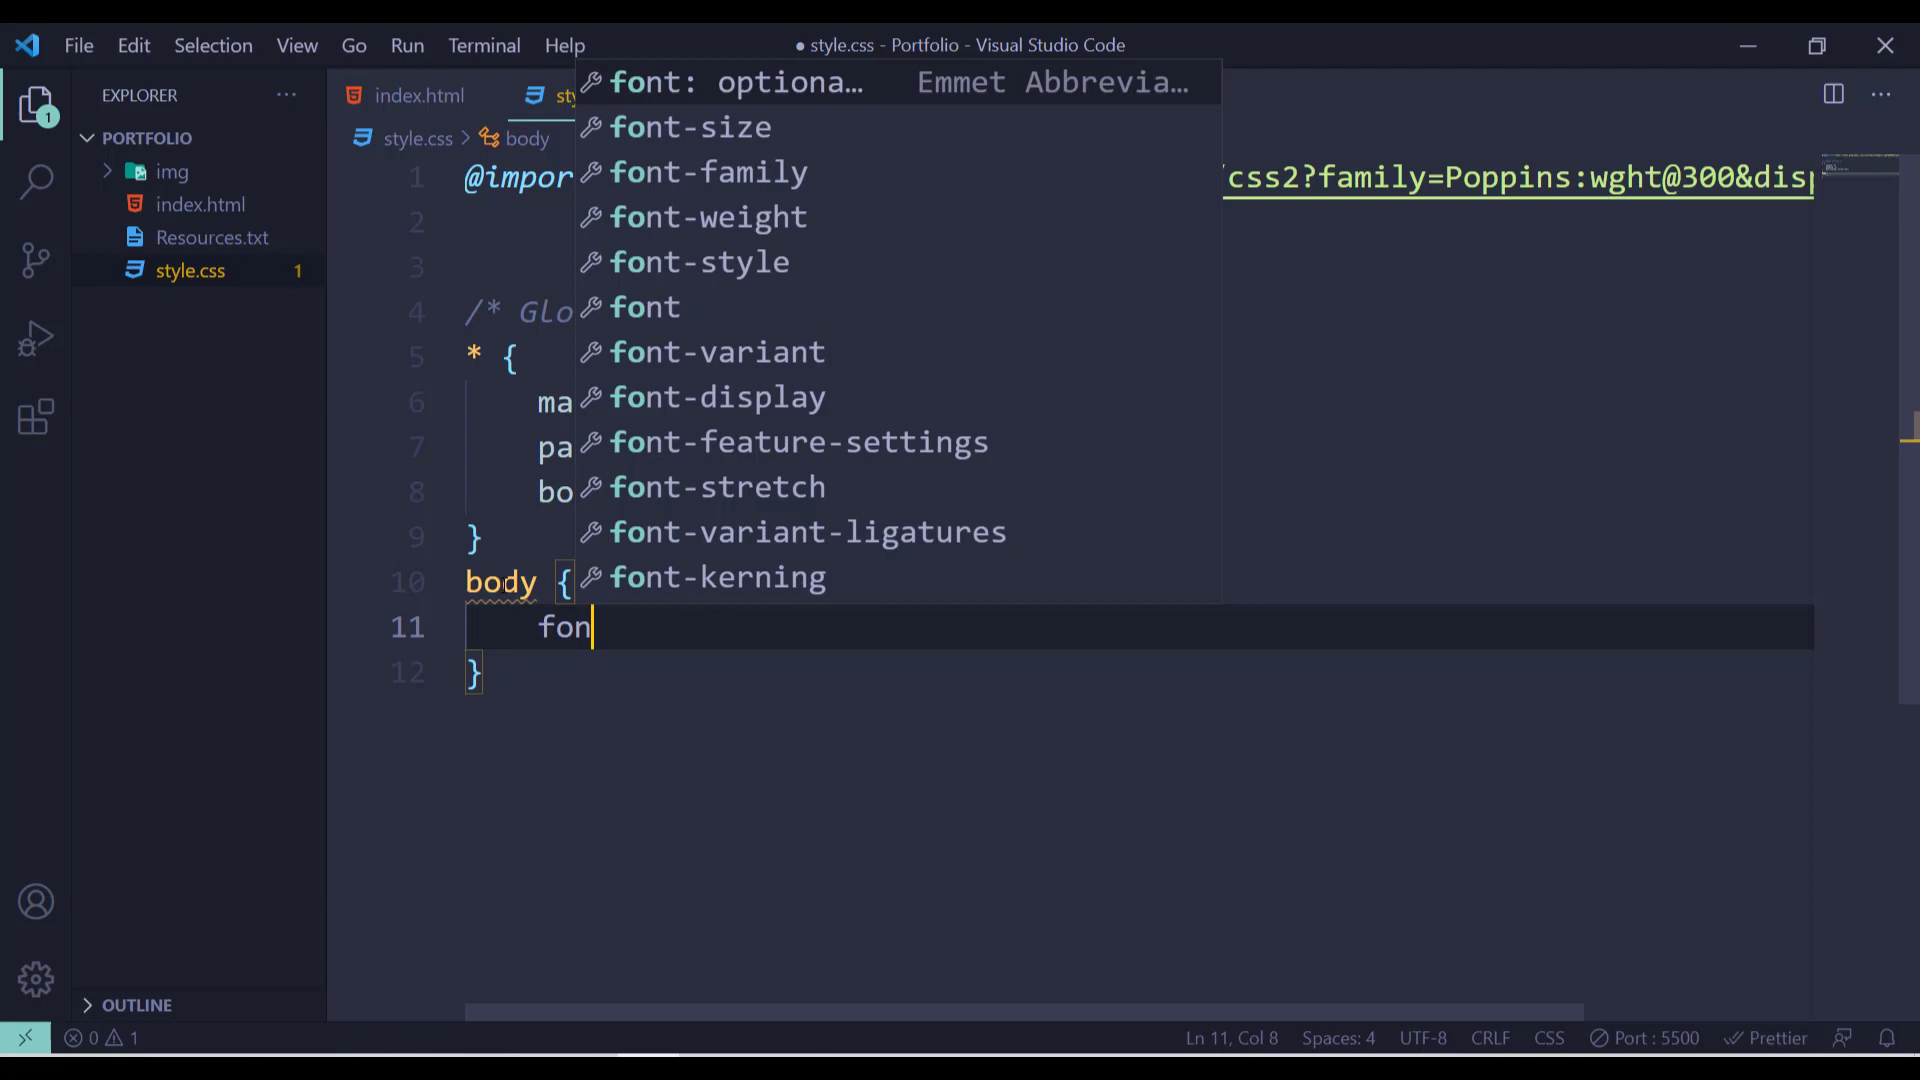 File Edit Selection View Go Run Terminal Help
● style.css - Portfolio - Visual Studio Code
EXPLORER
PORTFOLIO
img
index.html
Resources.txt
style.css 1
OUTLINE
1
index.html sty
style.css > body
font: optiona… Emmet Abbrevia…
font-size
font-family
font-weight
font-style
font
font-variant
font-display
font-feature-settings
font-stretch
font-variant-ligatures
font-kerning
1 @impor /css2?family=Poppins:wght@300&disp
2
3
4 /* Glo
5 * {
6 ma
7 pa
8 bo
9 }
10 body {
11 fon
12 }
0 1
Ln 11, Col 8 Spaces: 4 UTF-8 CRLF CSS Port : 5500 Prettier